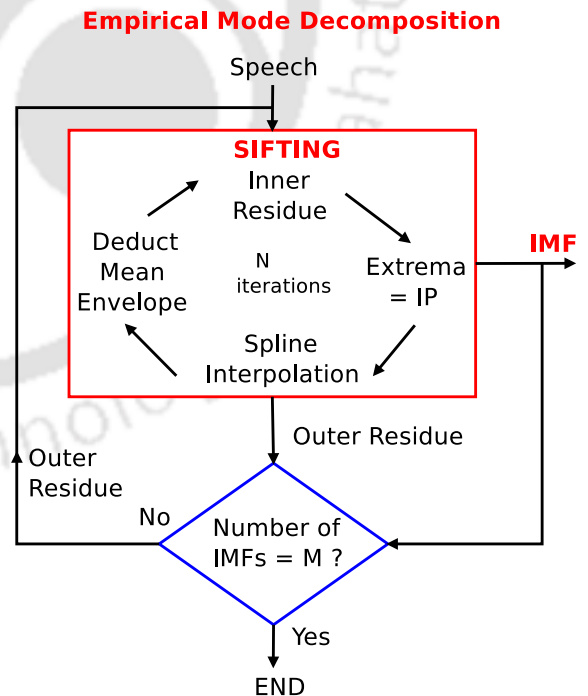 Empirical Mode Decomposition
Speech
SIFTING
Inner
Residue
Deduct
Mean
Envelope
N
iterations
Extrema
= IP
IMF
Spline
Interpolation
Outer Residue
Outer
Residue
No
Number of
IMFs = M ?
Yes
END